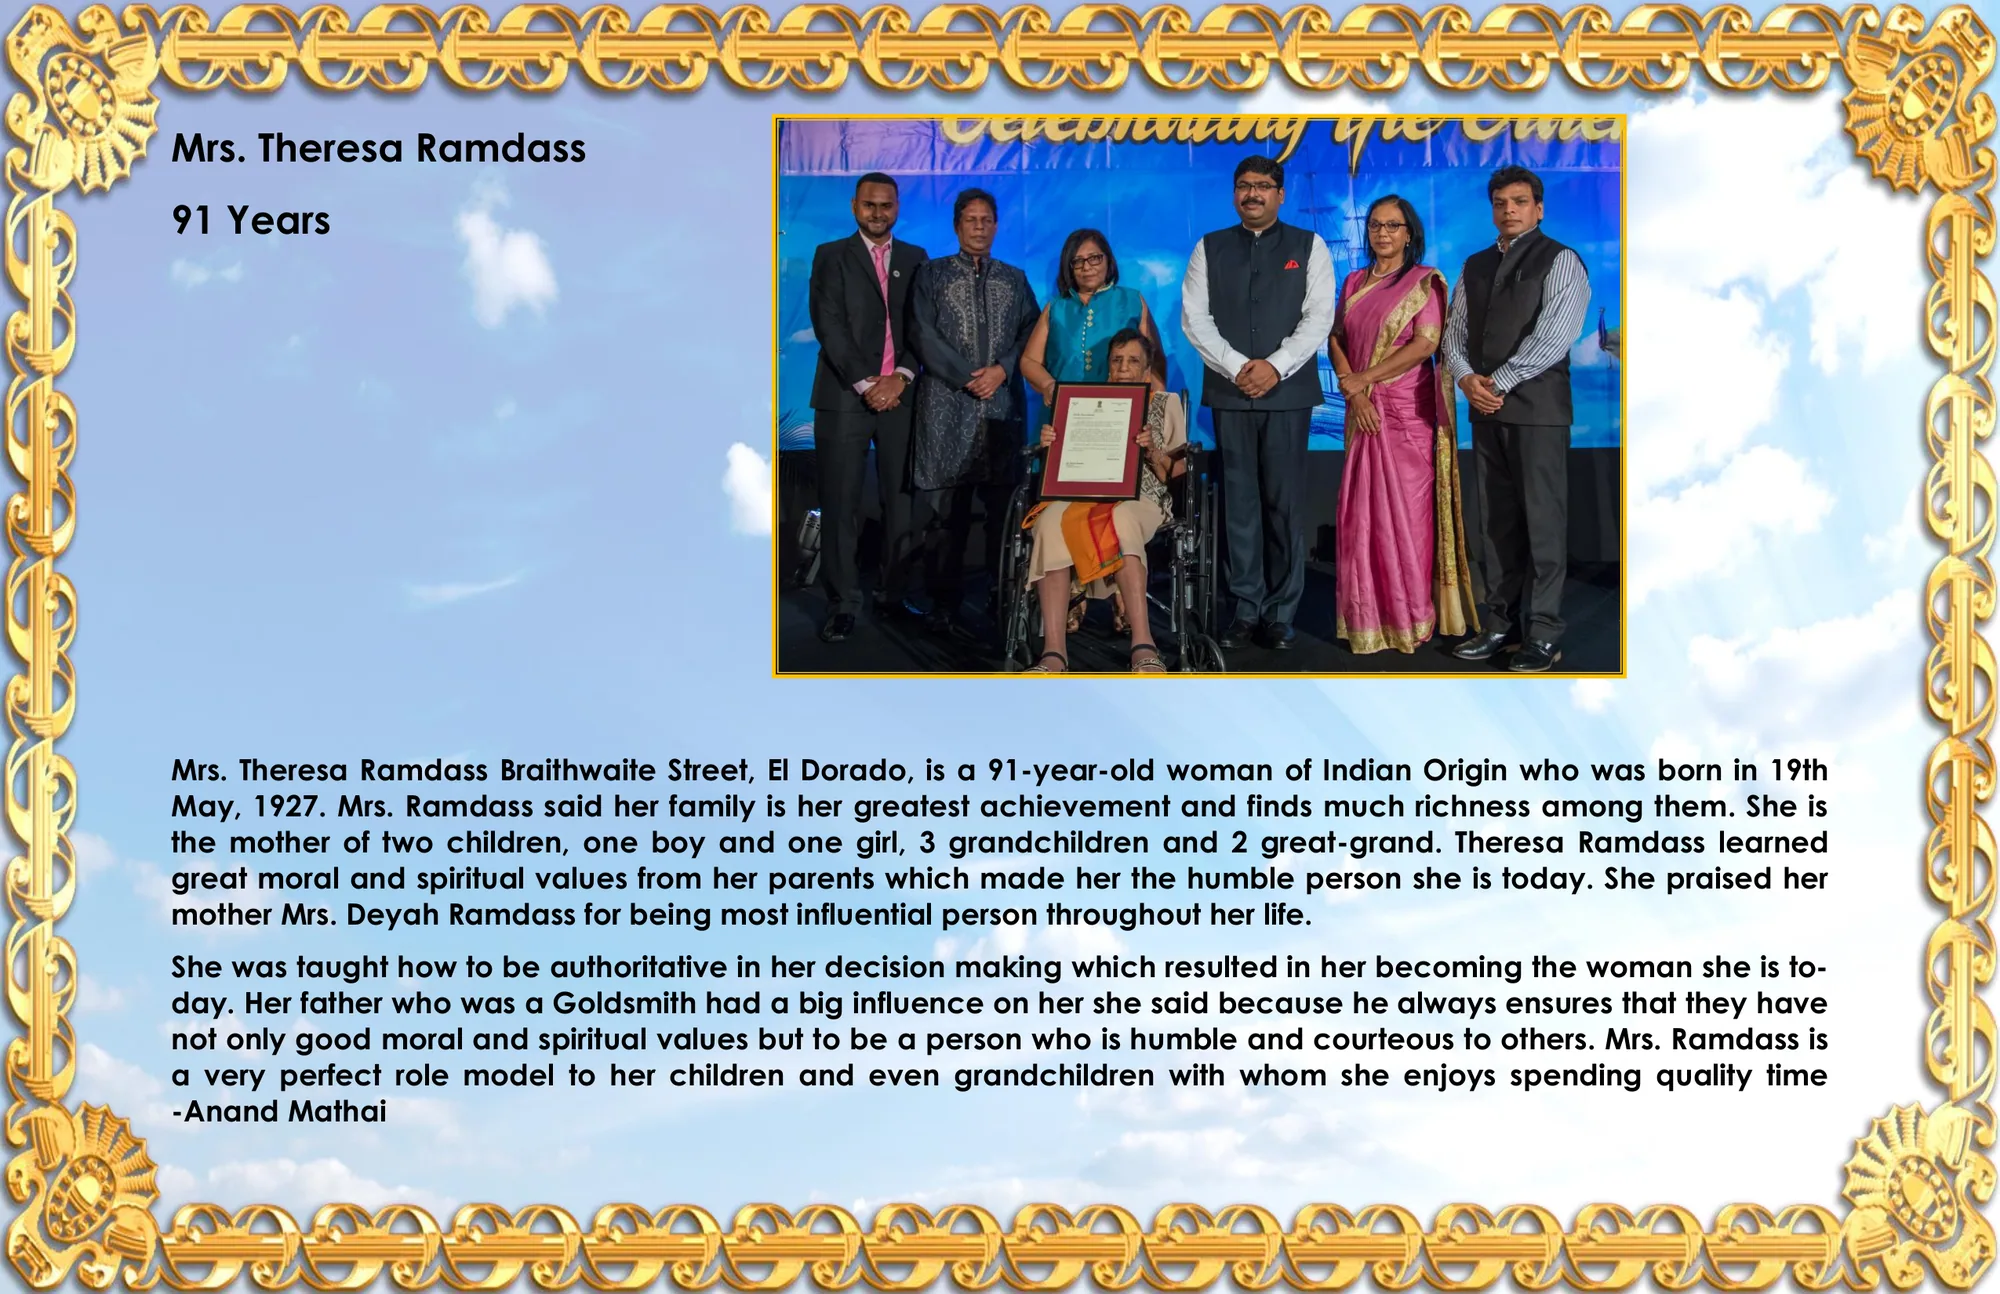 Mrs. Theresa Ramdass
91 Years
Celebrating the
Mrs. Theresa Ramdass Braithwaite Street, El Dorado, is a 91-year-old woman of Indian Origin who was born in 19th
May, 1927. Mrs. Ramdass said her family is her greatest achievement and finds much richness among them. She is
the mother of two children, one boy and one girl, 3 grandchildren and 2 great-grand. Theresa Ramdass learned
great moral and spiritual values from her parents which made her the humble person she is today. She praised her
mother Mrs. Deyah Ramdass for being most influential person throughout her life.
She was taught how to be authoritative in her decision making which resulted in her becoming the woman she is to-
day. Her father who was a Goldsmith had a big influence on her she said because he always ensures that they have
not only good moral and spiritual values but to be a person who is humble and courteous to others. Mrs. Ramdass is
a very perfect role model to her children and even grandchildren with whom she enjoys spending quality time
-Anand Mathai